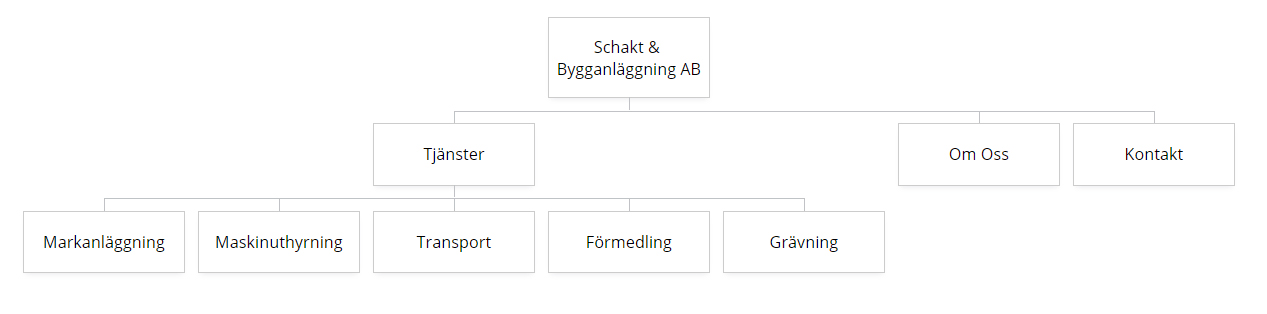 Schakt &
Bygganläggning AB
Tjänster
Om Oss
Kontakt
Markanläggning
Maskinuthyrning
Transport
Förmedling
Grävning